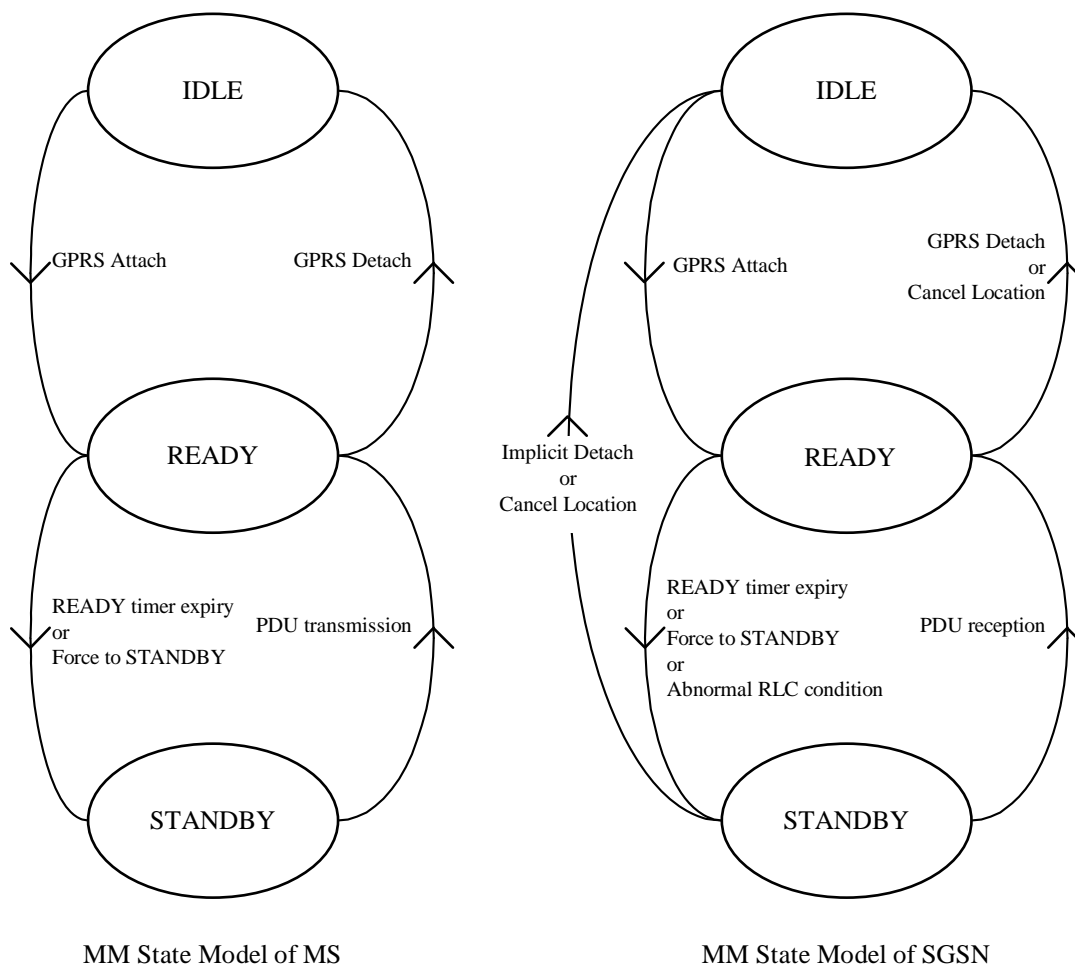 IDLE
GPRS Attach
GPRS Detach
READY
READY timer expiry
or
Force to STANDBY
PDU transmission
STANDBY
MM State Model of MS
IDLE
GPRS Attach
GPRS Detach
or
Cancel Location
Implicit Detach
or
Cancel Location
READY
READY timer expiry
or
Force to STANDBY
or
Abnormal RLC condition
PDU reception
STANDBY
MM State Model of SGSN